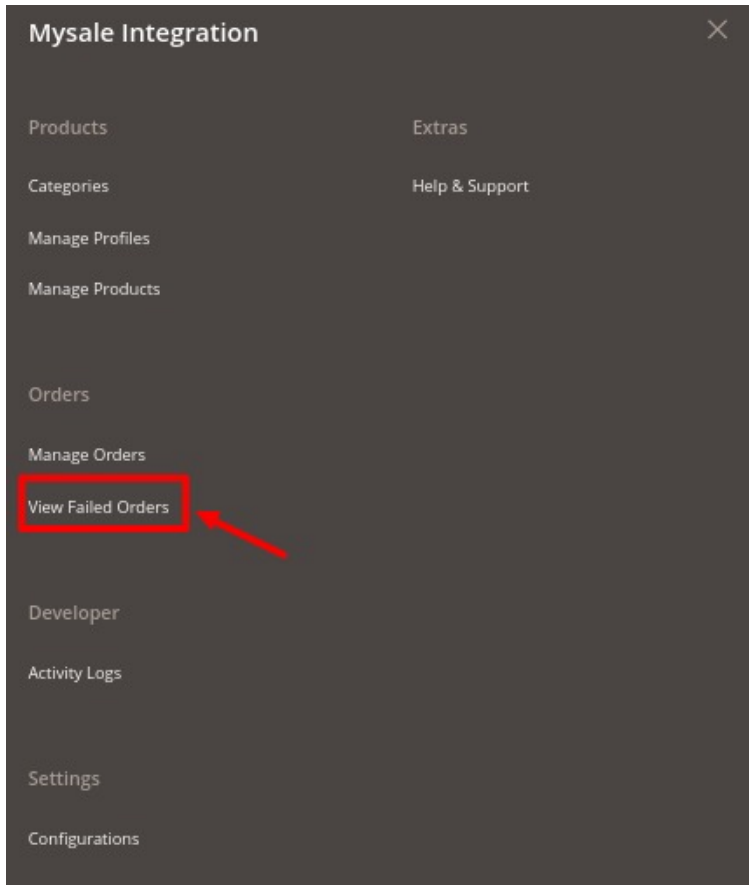 Mysale Integration
Products
Categories
Manage Profiles
Manage Products
Extras
Help & Support
Orders
Manage Orders
View Failed Orders
Developer
Activity Logs
Settings
Configurations